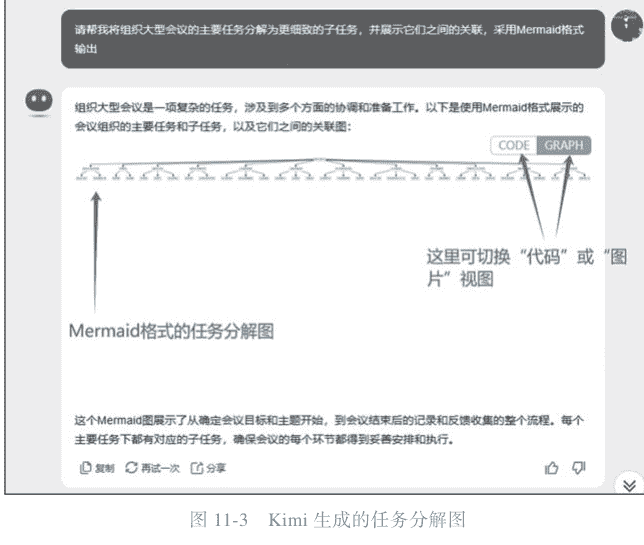 请帮我将组织大型会议的主要任务分解为更细致的子任务，并展示它们之间的关联，采用Mermaid格式
输出
组织大型会议是一项复杂的任务，涉及到多个方面的协调和准备工作。以下是使用Mermaid格式展示的
会议组织的主要任务和子任务，以及它们之间的关联图：
CODE GRAPH
这里可切换“代码”或“图
片”视图
Mermaid格式的任务分解图
这个Mermaid图展示了从确定会议目标和主题开始，到会议结束后的记录和反馈收集的整个流程。每个
主要任务下都有对应的子任务，确保会议的每个环节都得到妥善安排和执行。
复制 再试一次 分享
图 11-3 Kimi 生成的任务分解图